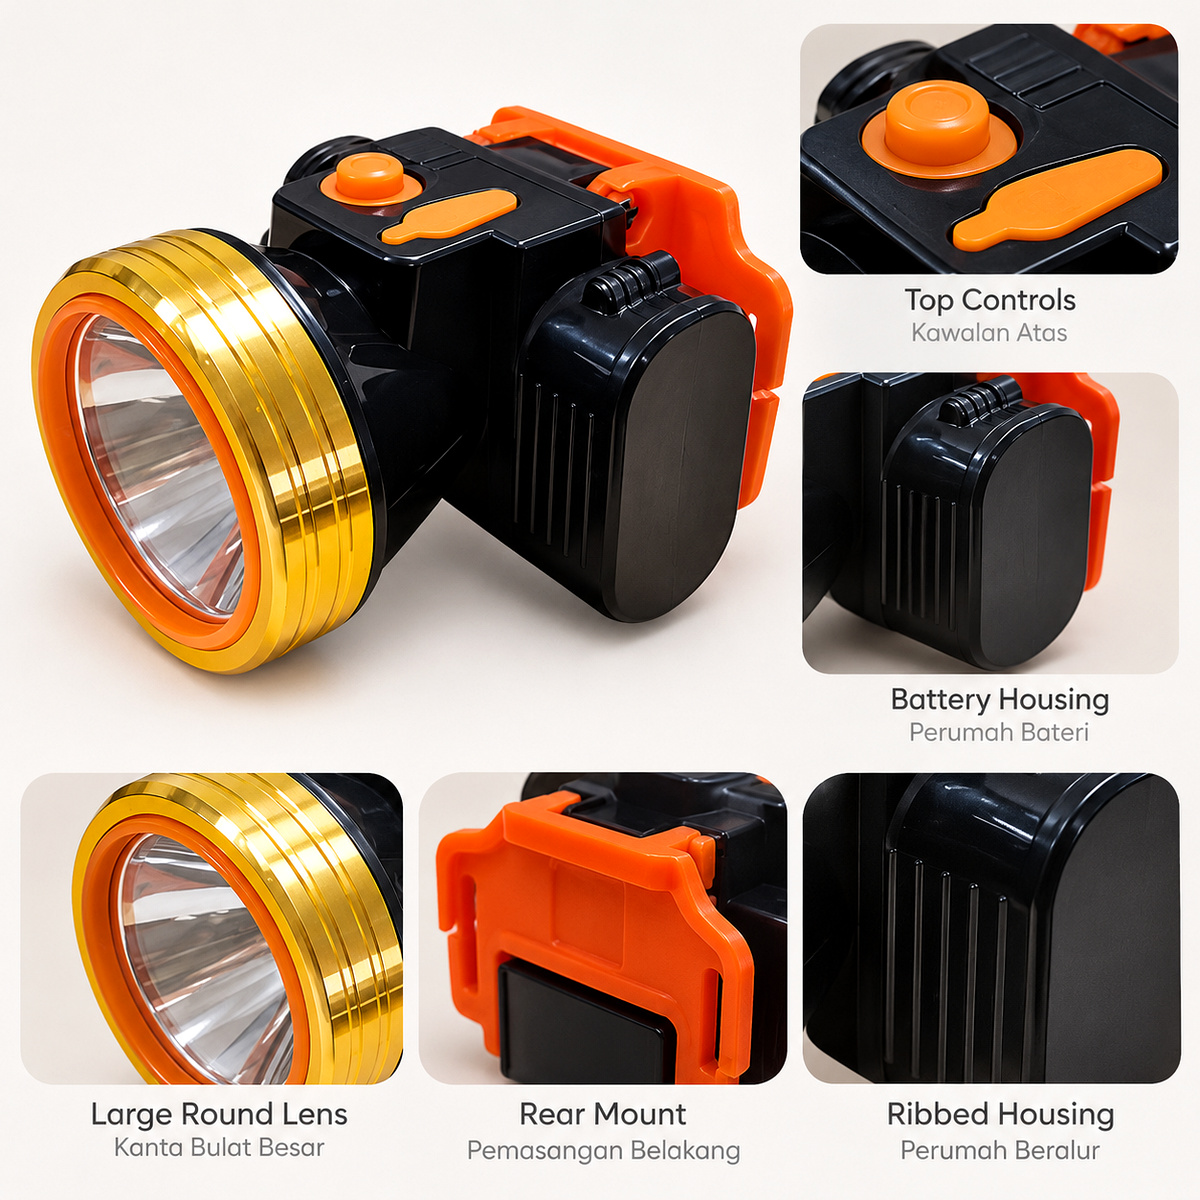 Top Controls
Kawalan Atas
Battery Housing
Perumah Bateri
Large Round Lens
Kanta Bulat Besar
Rear Mount
Pemasangan Belakang
Ribbed Housing
Perumah Beralur